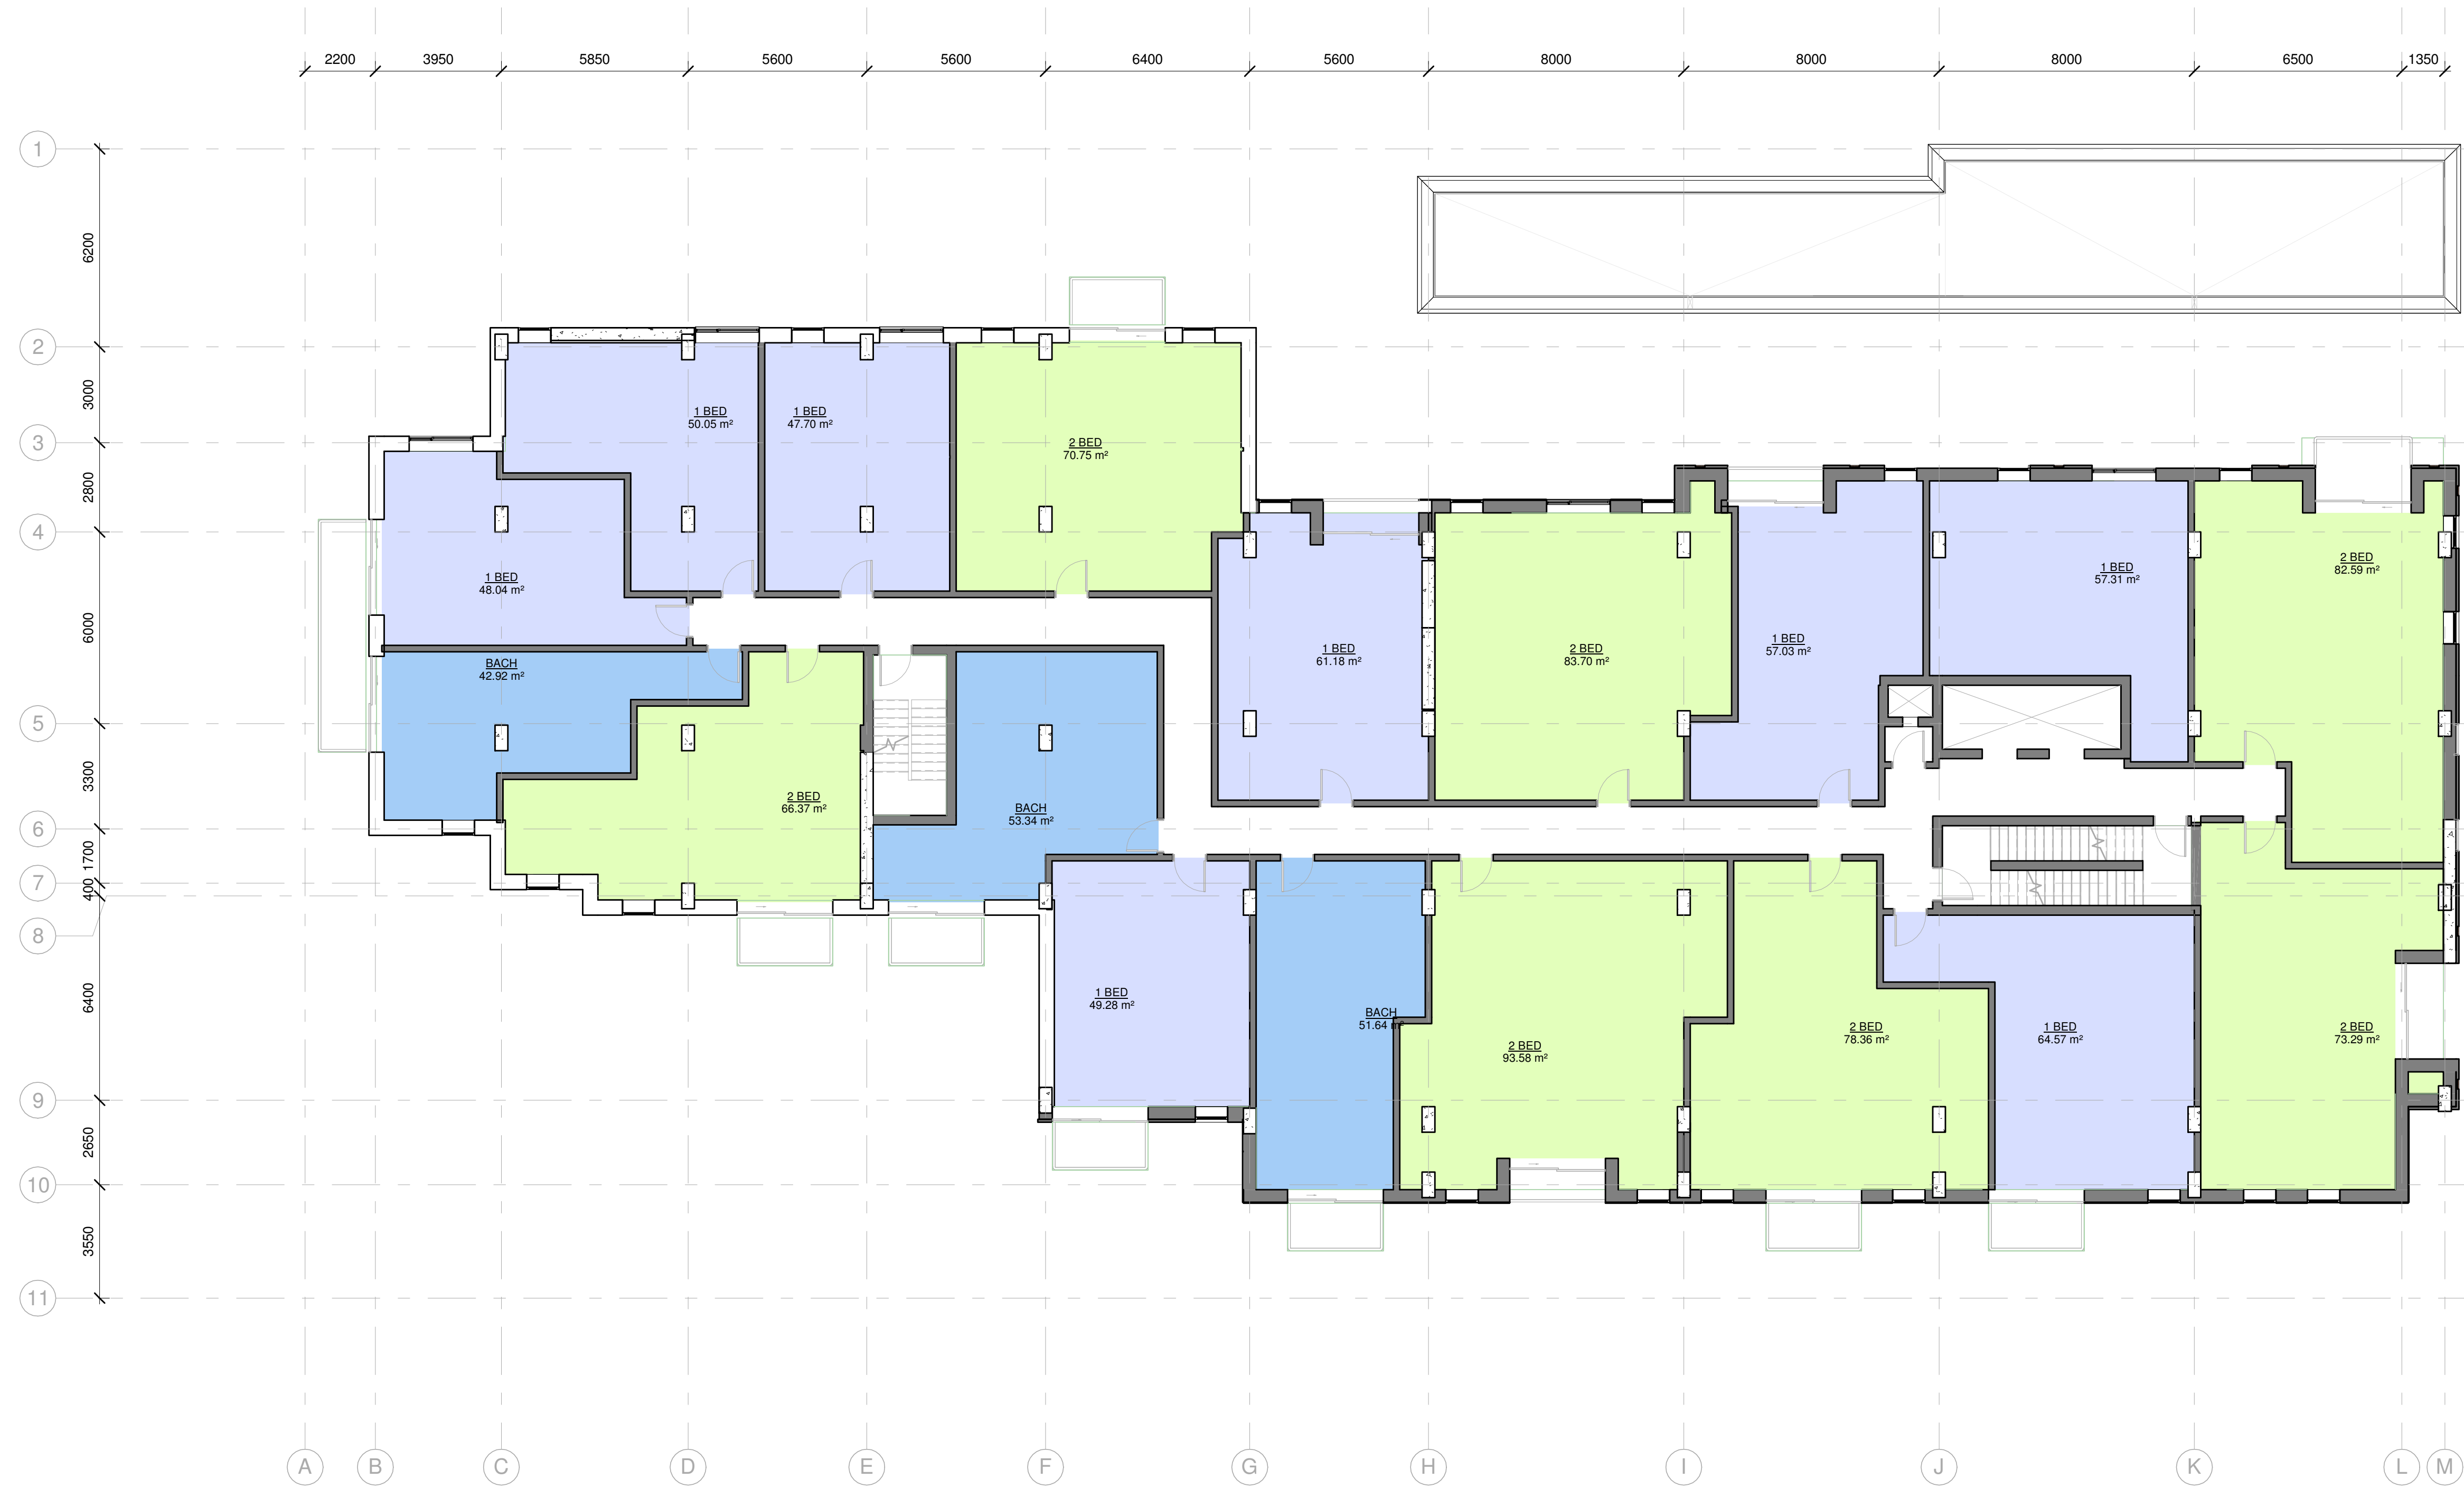 2200 3950 5850 5600 5600 6400 5600 8000 8000 8000 6500 1350
1
6200
2
3000
3
2800
4
6000
5
3300
6
1700
7
400
8
6400
9
2650
10
3550
11
1 BED
50.05 m²
1 BED
47.70 m²
2 BED
70.75 m²
1 BED
48.04 m²
BACH
42.92 m²
2 BED
66.37 m²
BACH
53.34 m²
1 BED
61.18 m²
2 BED
83.70 m²
1 BED
57.03 m²
1 BED
57.31 m²
2 BED
82.59 m²
1 BED
49.28 m²
BACH
51.64 m²
2 BED
93.58 m²
2 BED
78.36 m²
1 BED
64.57 m²
2 BED
73.29 m²
A B C D E F G H I J K L M